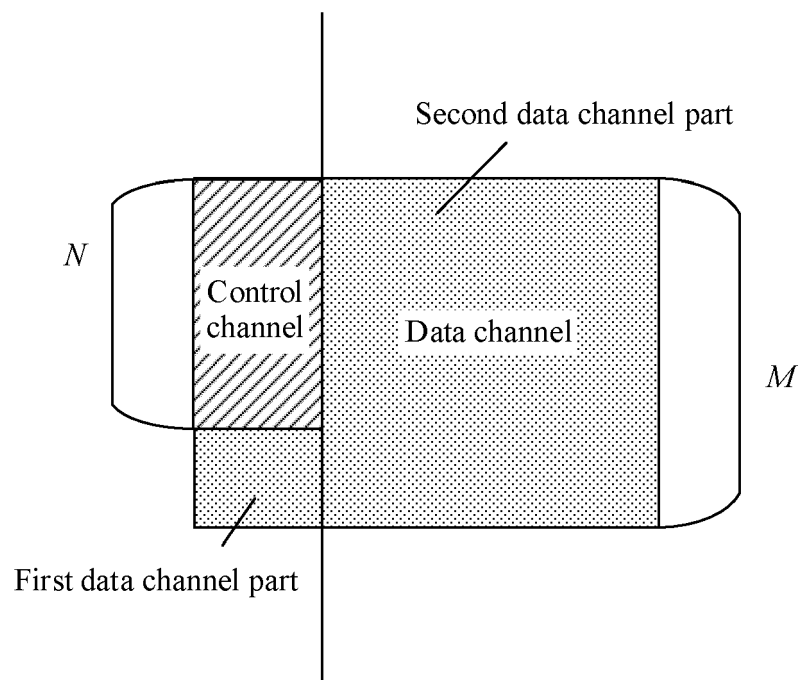 Second data channel part
N
Control
channel
Data channel
M
First data channel part